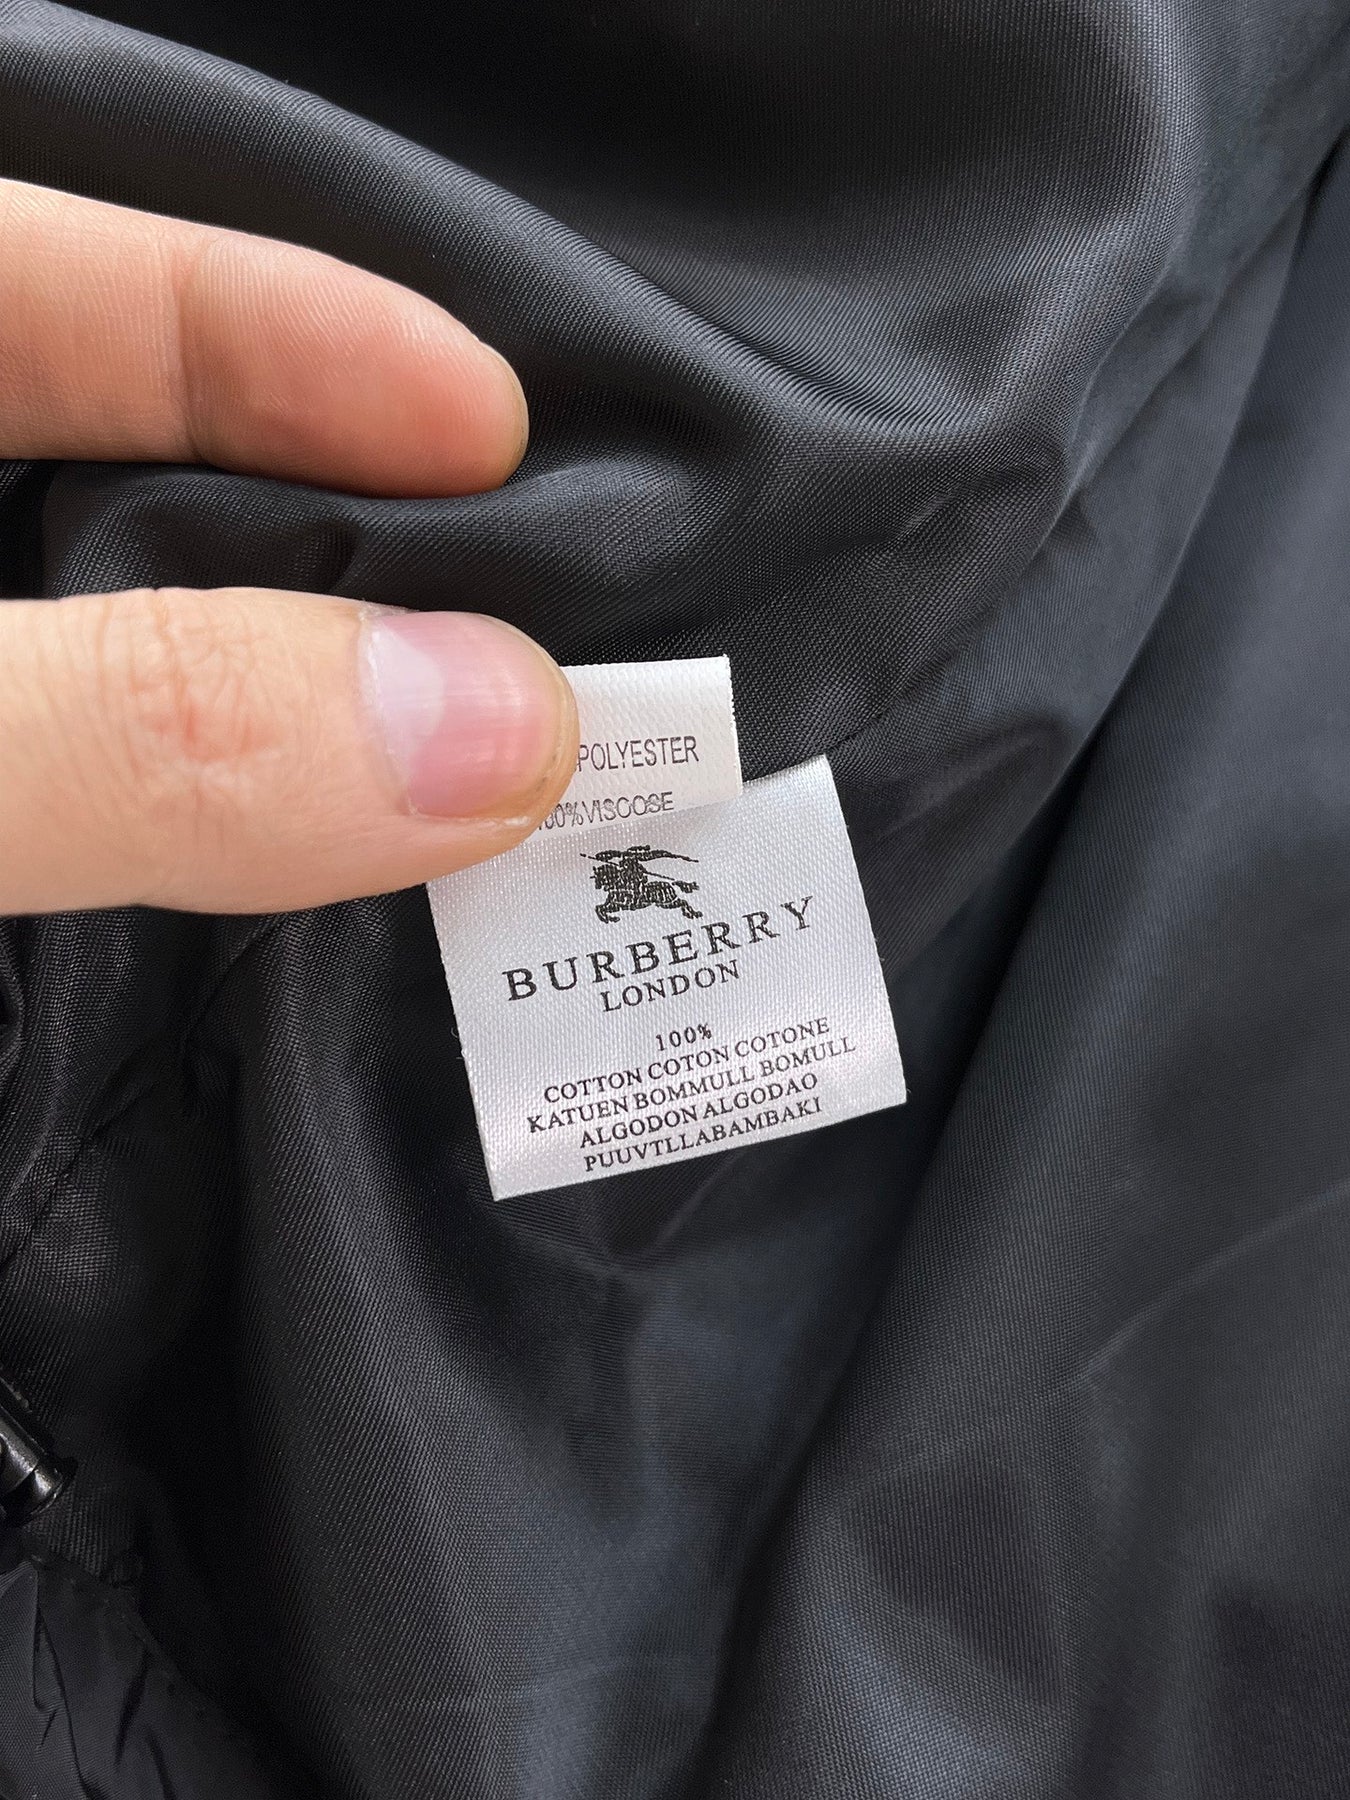 POLYESTER
100%VISCOSE
BURBERRY
LONDON
100%
COTTON COTON COTONE
KATUEN BOMMULL BOMULL
ALGODON ALGODAO
PUUVTLLABAMBAKI